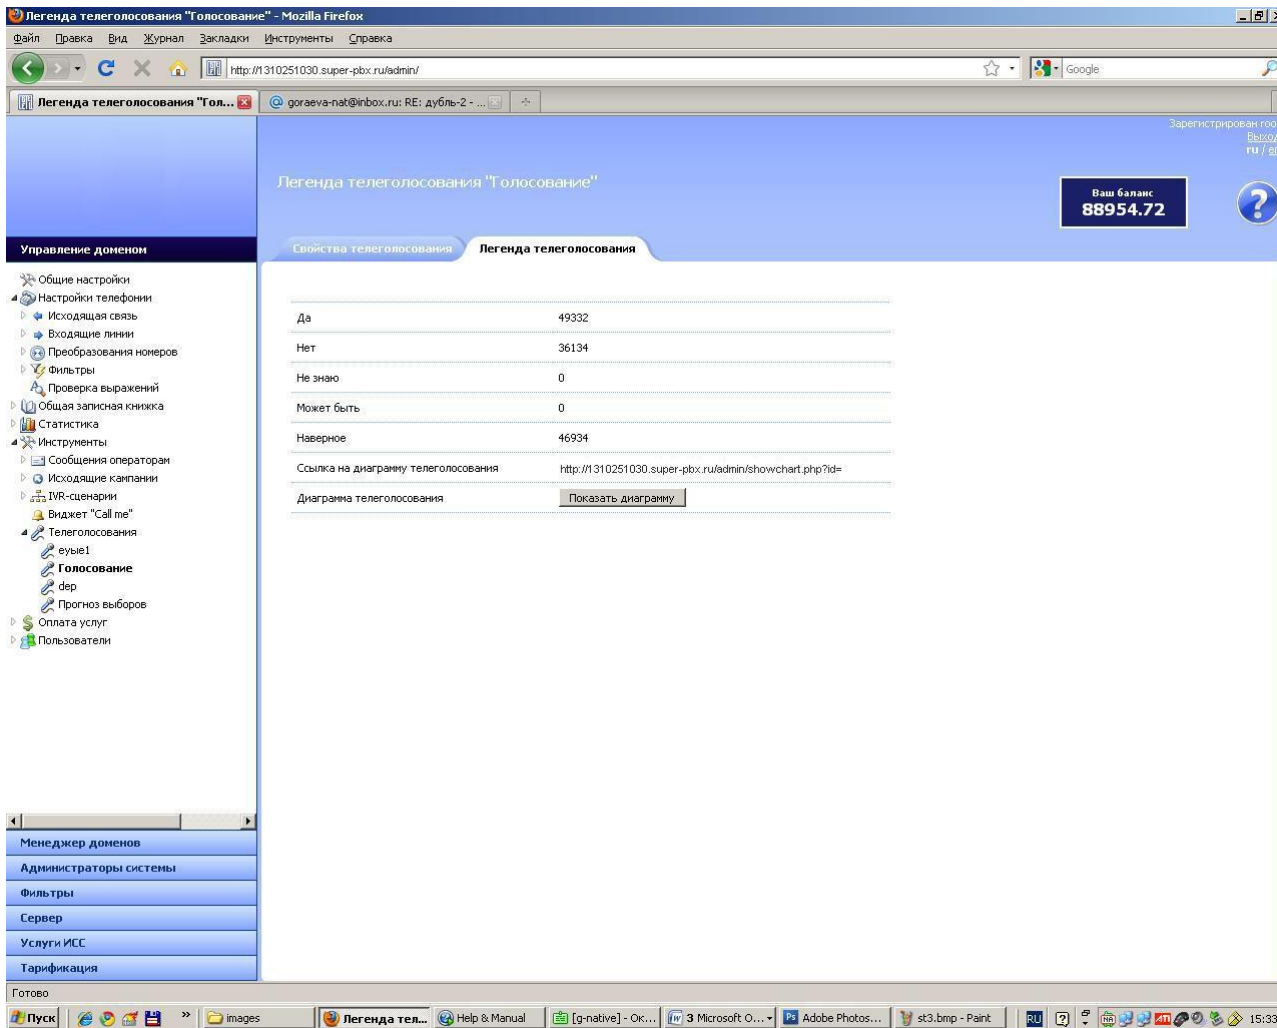 Легенда телеголосования "Голосование" - Mozilla Firefox
Файл Правка Вид Журнал Закладки Инструменты Справка
http://1310251030.super-pbx.ru/admin/
Google
Легенда телеголосования "Гол...
goraeva-nat@inbox.ru: RE: дубль-2 - ...
Зарегистрирован roo
Выход
ru / en
Легенда телеголосования "Голосование"
Ваш баланс
88954.72
?
Управление доменом
Свойства телеголосования
Легенда телеголосования
Общие настройки
Настройки телефонии
Исходящая связь
Входящие линии
Преобразования номеров
Фильтры
Проверка выражений
Общая записная книжка
Статистика
Инструменты
Сообщения операторам
Исходящие кампании
IVR-сценарии
Виджет "Call me"
Телеголосования
еуые1
Голосование
dep
Прогноз выборов
Оплата услуг
Пользователи
Да 49332
Нет 36134
Не знаю 0
Может быть 0
Наверное 46934
Ссылка на диаграмму телеголосования http://1310251030.super-pbx.ru/admin/showchart.php?id=
Диаграмма телеголосования Показать диаграмму
Менеджер доменов
Администраторы системы
Фильтры
Сервер
Услуги ИСС
Тарификация
Готово
Пуск » images Легенда тел... Help & Manual [g-native] - Ок... 3 Microsoft O... Adobe Photos... st3.bmp - Paint RU 15:33